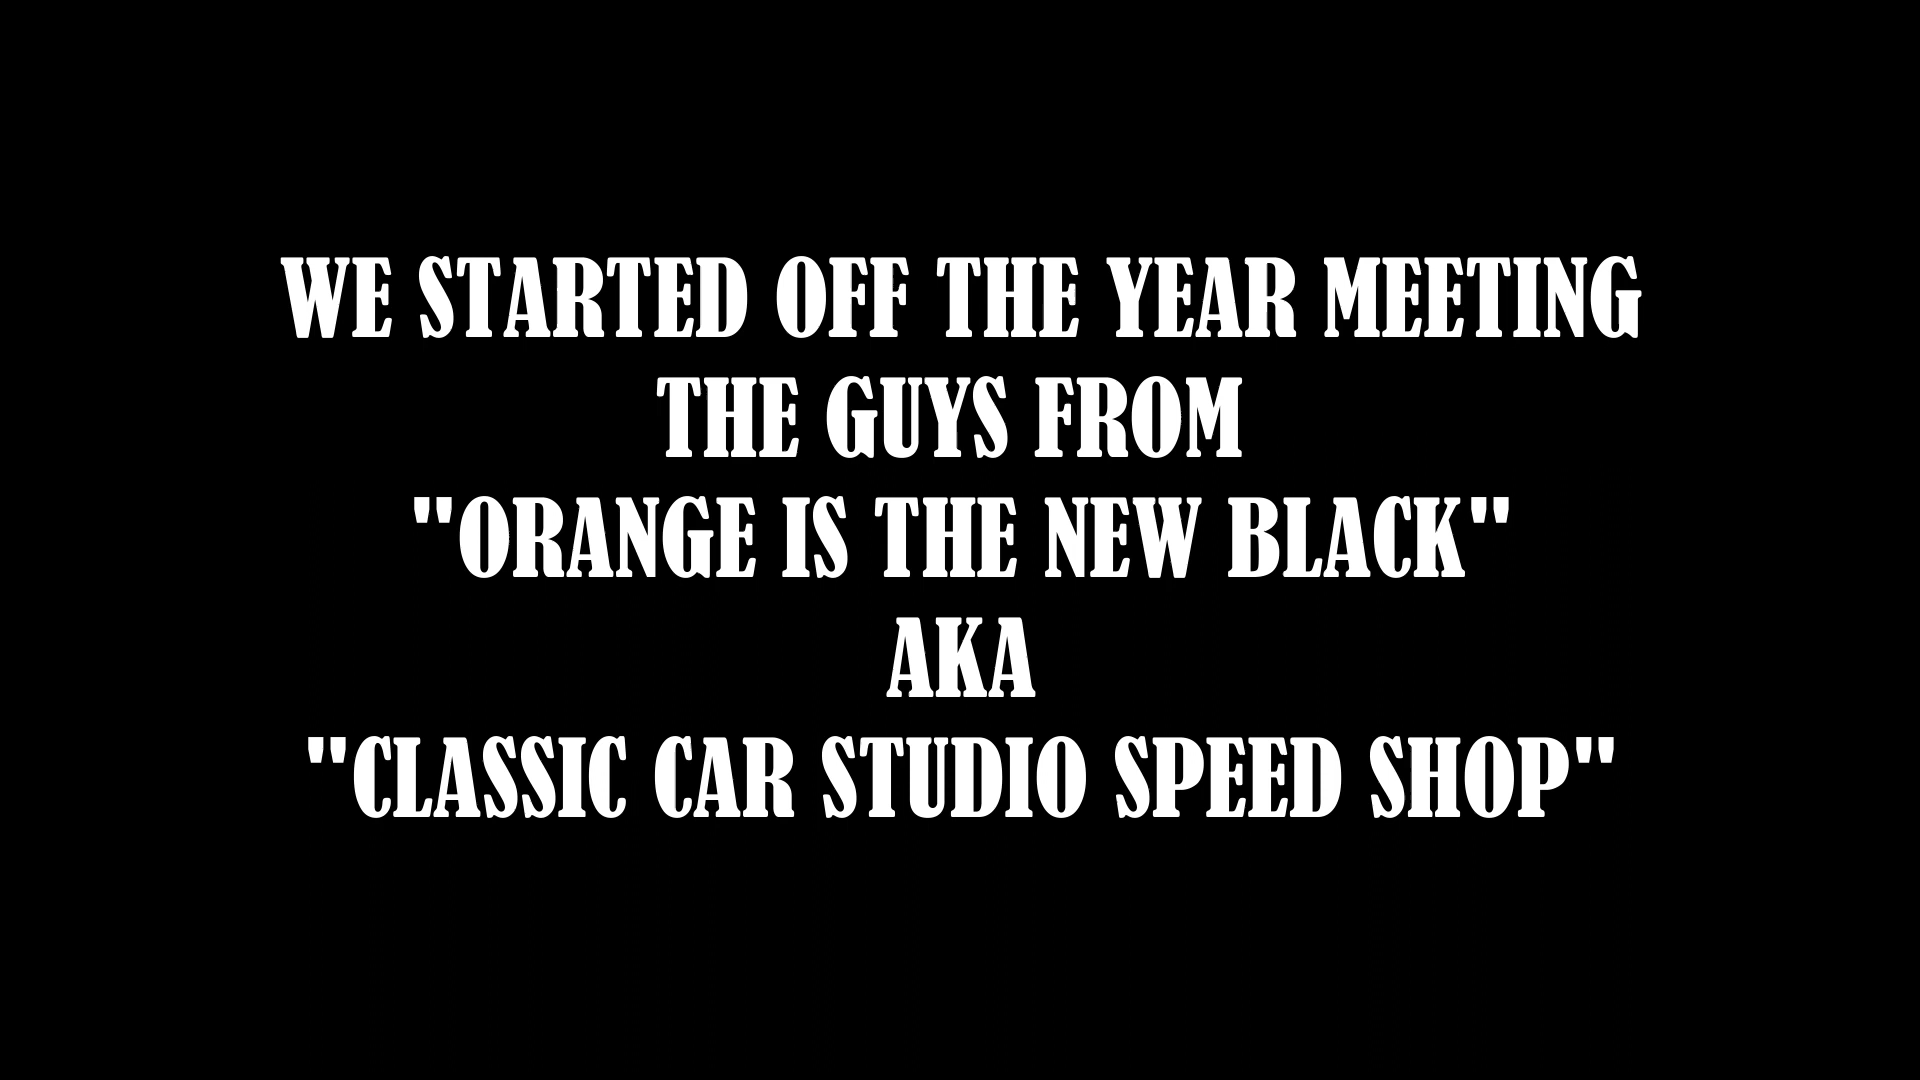 WE STARTED OFF THE YEAR MEETING
THE GUYS FROM
"ORANGE IS THE NEW BLACK"
AKA
"CLASSIC CAR STUDIO SPEED SHOP"